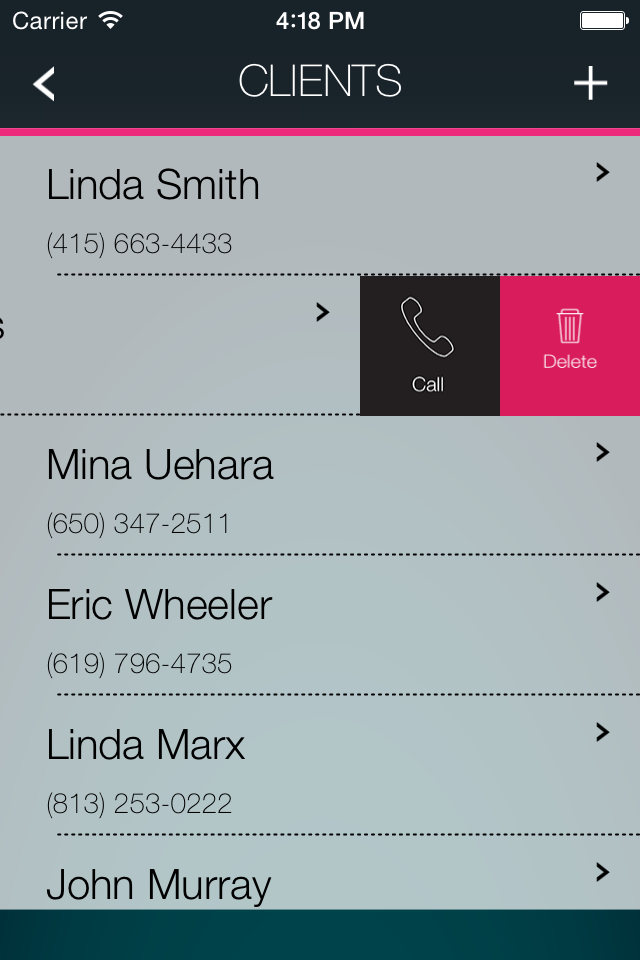 Carrier 4:18 PM
CLIENTS
Linda Smith
(415) 663-4433
s
Call
Delete
Mina Uehara
(650) 347-2511
Eric Wheeler
(619) 796-4735
Linda Marx
(813) 253-0222
John Murray